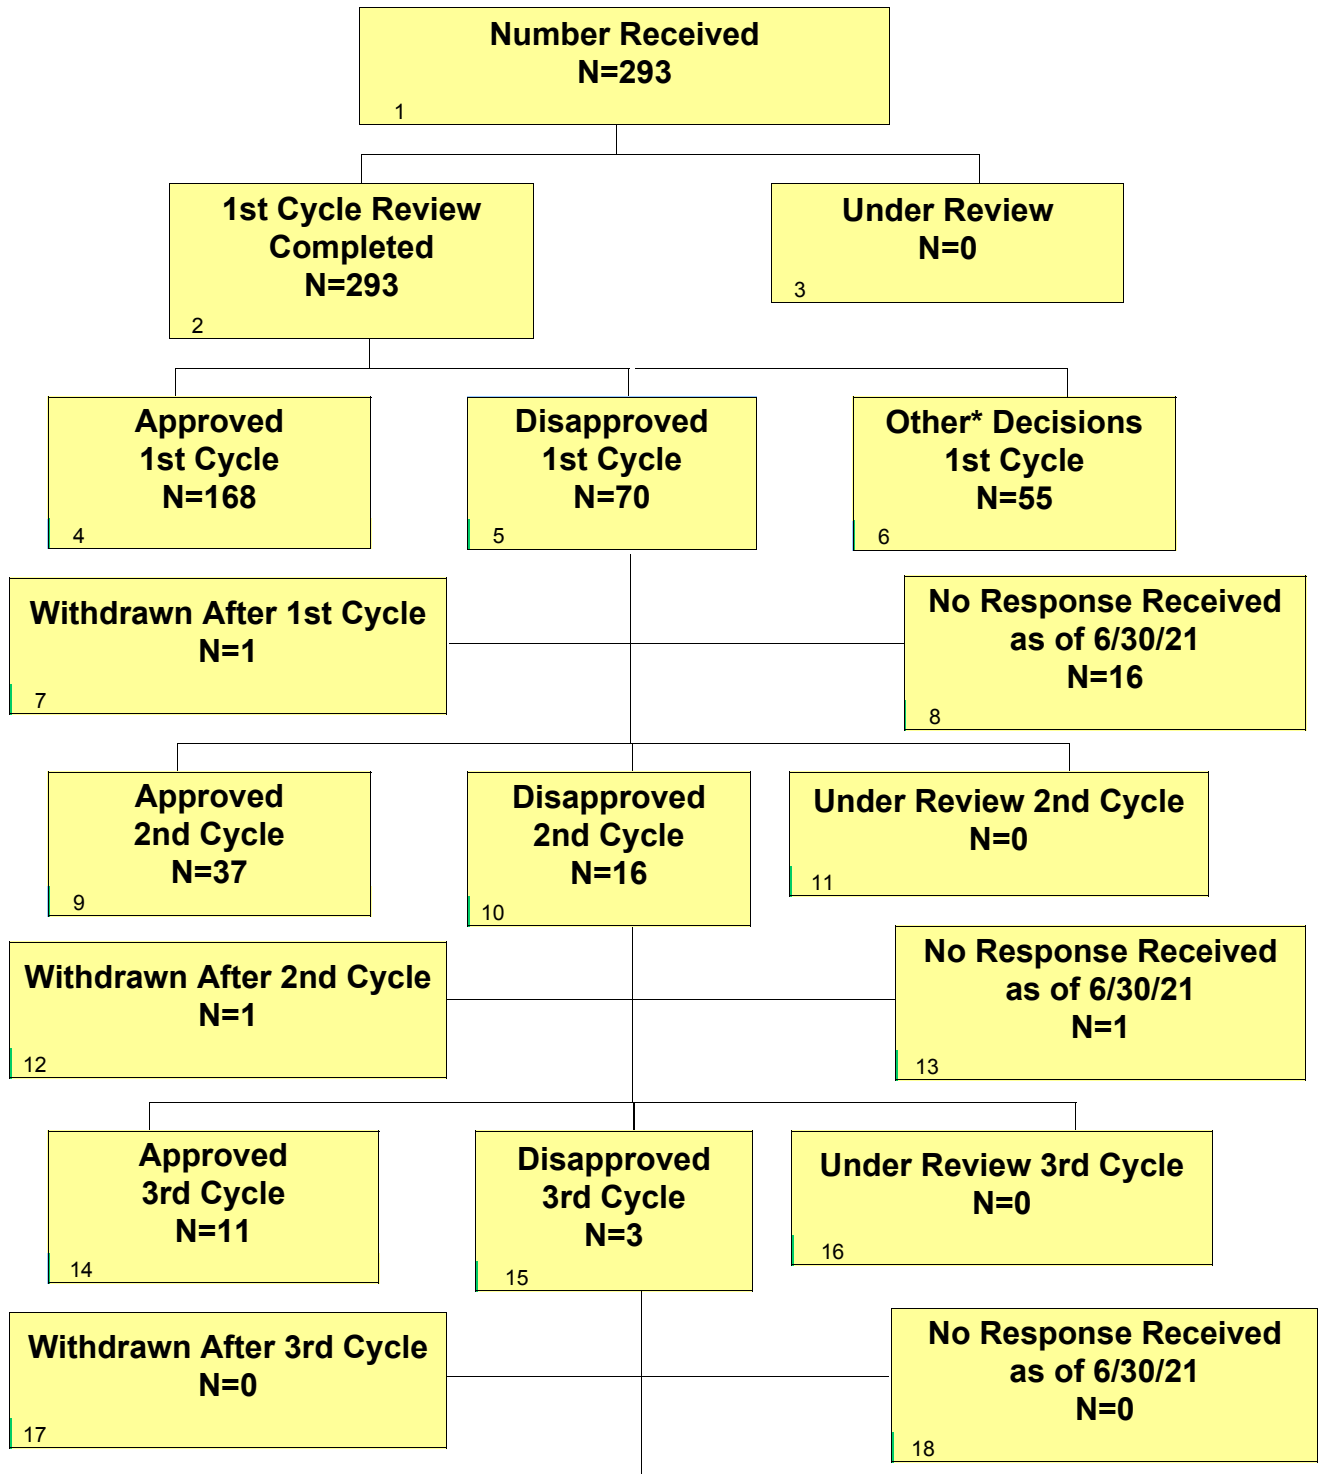 Number Received
N=293
1
1st Cycle Review
Completed
N=293
2
Under Review
N=0
3
Approved
1st Cycle
N=168
4
Disapproved
1st Cycle
N=70
5
Other* Decisions
1st Cycle
N=55
6
Withdrawn After 1st Cycle
N=1
7
No Response Received
as of 6/30/21
N=16
8
Approved
2nd Cycle
N=37
9
Disapproved
2nd Cycle
N=16
10
Under Review 2nd Cycle
N=0
11
Withdrawn After 2nd Cycle
N=1
12
No Response Received
as of 6/30/21
N=1
13
Approved
3rd Cycle
N=11
14
Disapproved
3rd Cycle
N=3
15
Under Review 3rd Cycle
N=0
16
Withdrawn After 3rd Cycle
N=0
17
No Response Received
as of 6/30/21
N=0
18